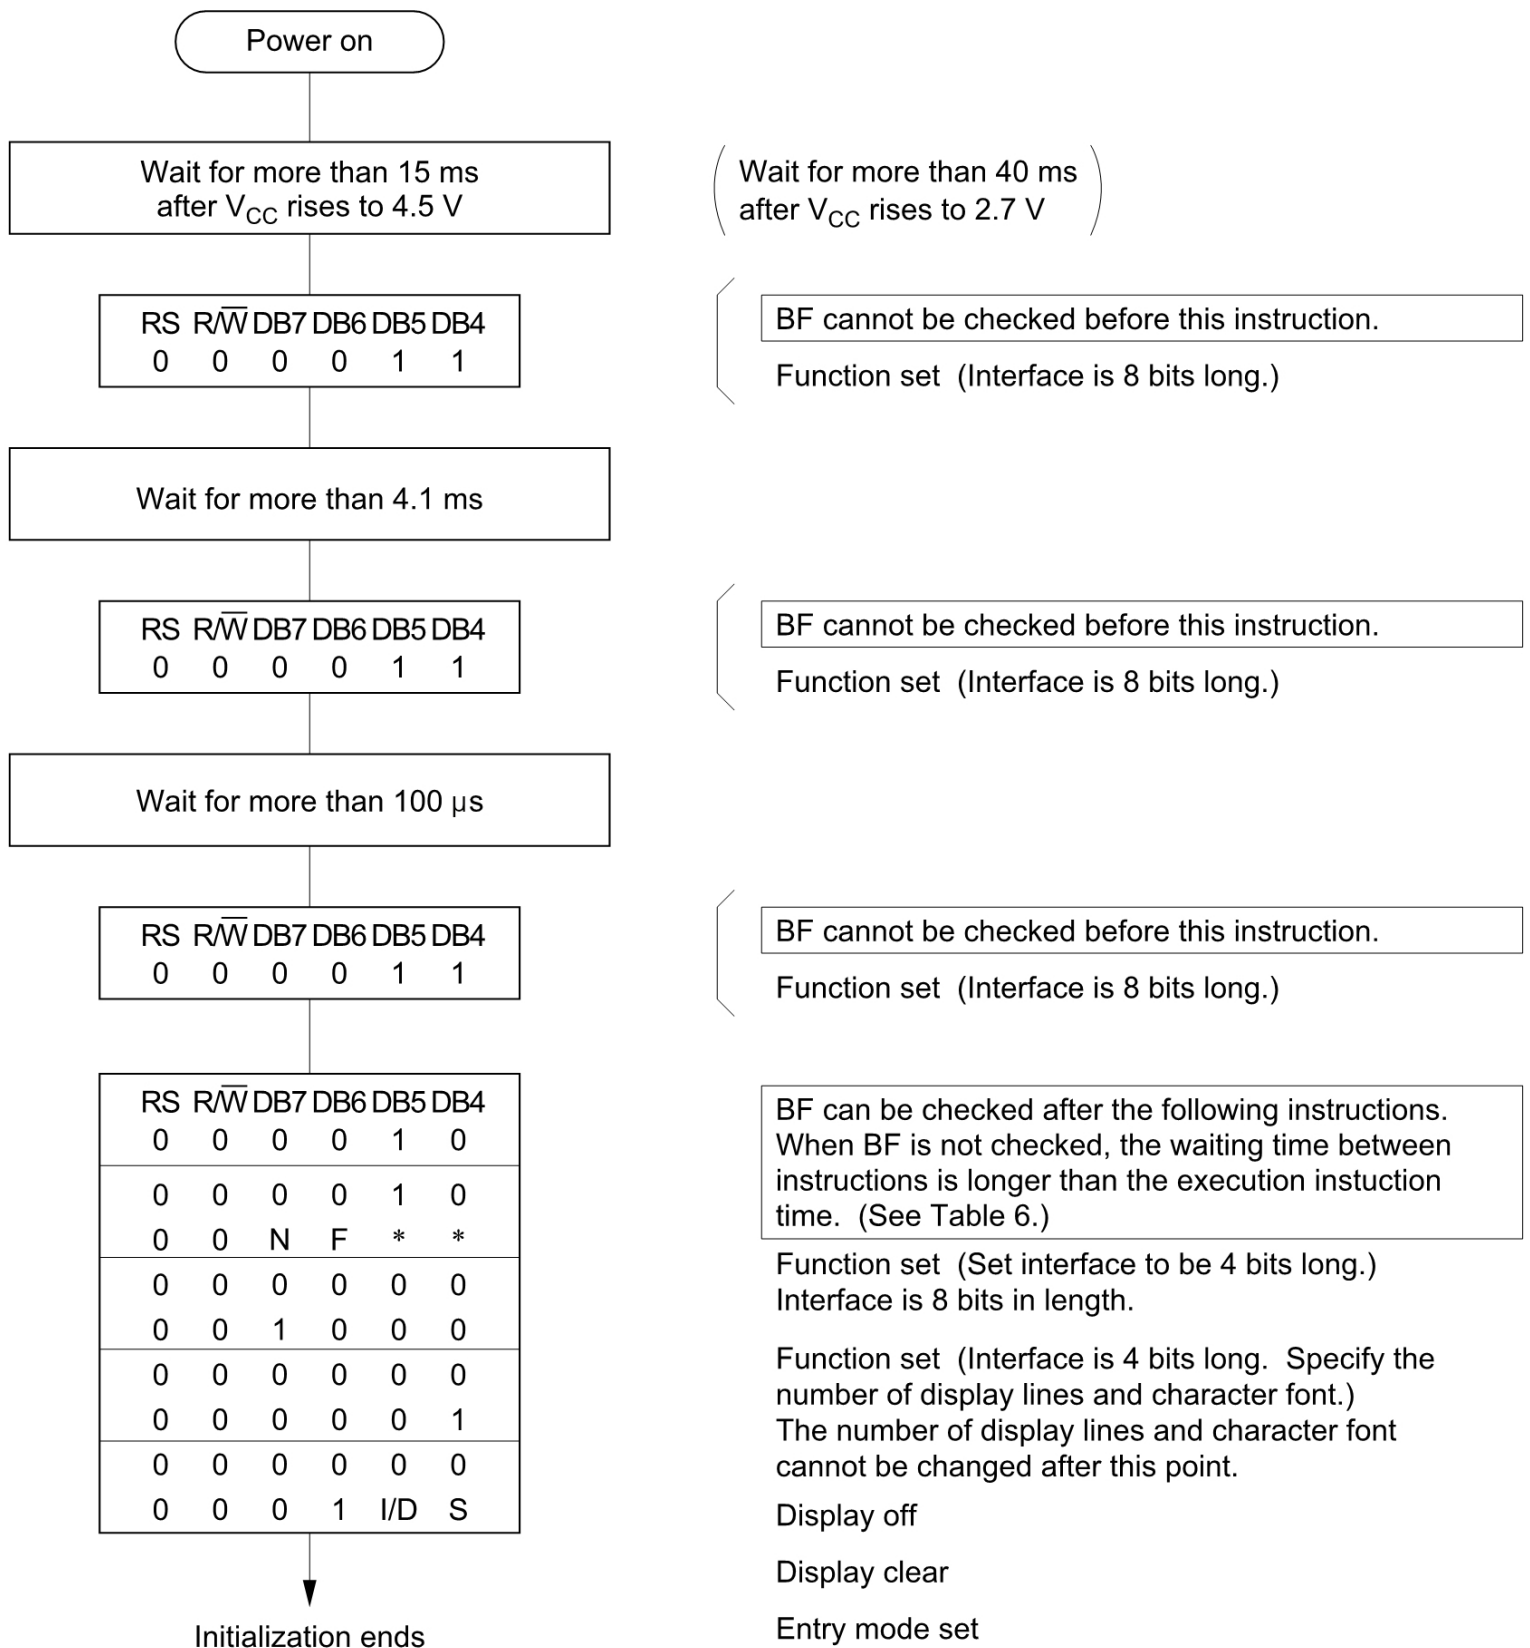 Power on
Wait for more than 15 ms
after VCC rises to 4.5 V
Wait for more than 40 ms
after VCC rises to 2.7 V
RS R/W̅ DB7 DB6 DB5 DB4
0 0 0 0 1 1
BF cannot be checked before this instruction.
Function set (Interface is 8 bits long.)
Wait for more than 4.1 ms
RS R/W̅ DB7 DB6 DB5 DB4
0 0 0 0 1 1
BF cannot be checked before this instruction.
Function set (Interface is 8 bits long.)
Wait for more than 100 µs
RS R/W̅ DB7 DB6 DB5 DB4
0 0 0 0 1 1
BF cannot be checked before this instruction.
Function set (Interface is 8 bits long.)
RS R/W̅ DB7 DB6 DB5 DB4
0 0 0 0 1 0
0 0 0 0 1 0
0 0 N F * *
0 0 0 0 0 0
0 0 1 0 0 0
0 0 0 0 0 0
0 0 0 0 0 1
0 0 0 0 0 0
0 0 0 1 I/D S
Initialization ends
BF can be checked after the following instructions.
When BF is not checked, the waiting time between
instructions is longer than the execution instuction
time. (See Table 6.)
Function set (Set interface to be 4 bits long.)
Interface is 8 bits in length.
Function set (Interface is 4 bits long. Specify the
number of display lines and character font.)
The number of display lines and character font
cannot be changed after this point.
Display off
Display clear
Entry mode set